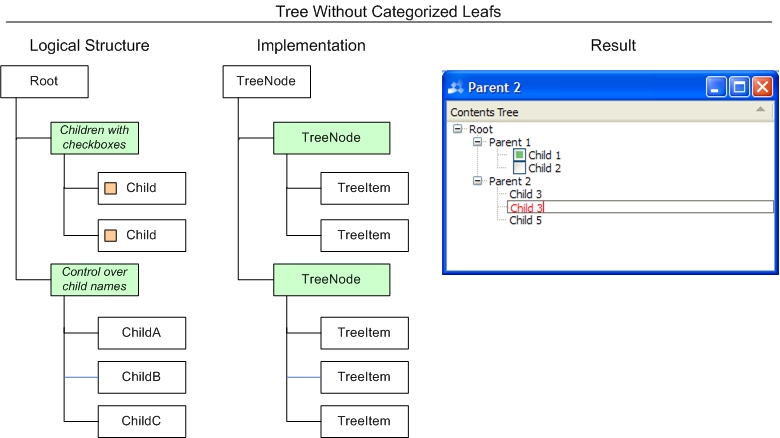 Tree Without Categorized Leafs
Logical Structure
Implementation
Result
Root
Children with
checkboxes
Child
Child
Control over
child names
ChildA
ChildB
ChildC
TreeNode
TreeNode
TreeItem
TreeItem
TreeNode
TreeItem
TreeItem
TreeItem
Parent 2
Contents Tree
Root
Parent 1
Child 1
Child 2
Parent 2
Child 3
Child 3
Child 5